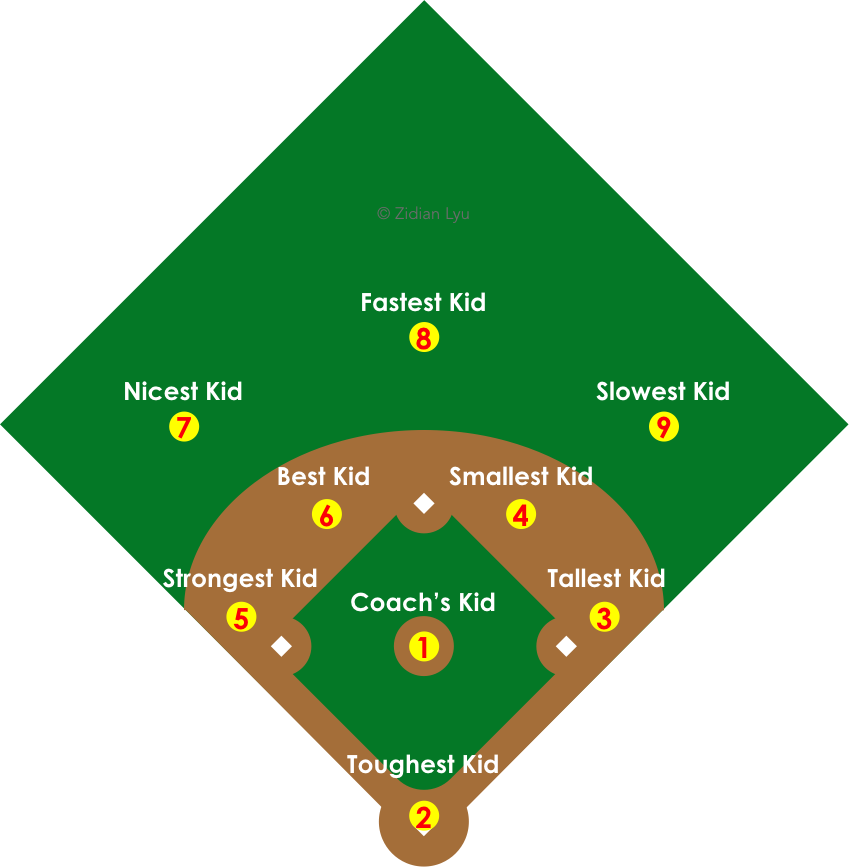 © Zidian Lyu
Fastest Kid
8
Nicest Kid
Slowest Kid
7
9
Best Kid
Smallest Kid
6
4
Strongest Kid
Tallest Kid
Coach’s Kid
5
3
1
Toughest Kid
2